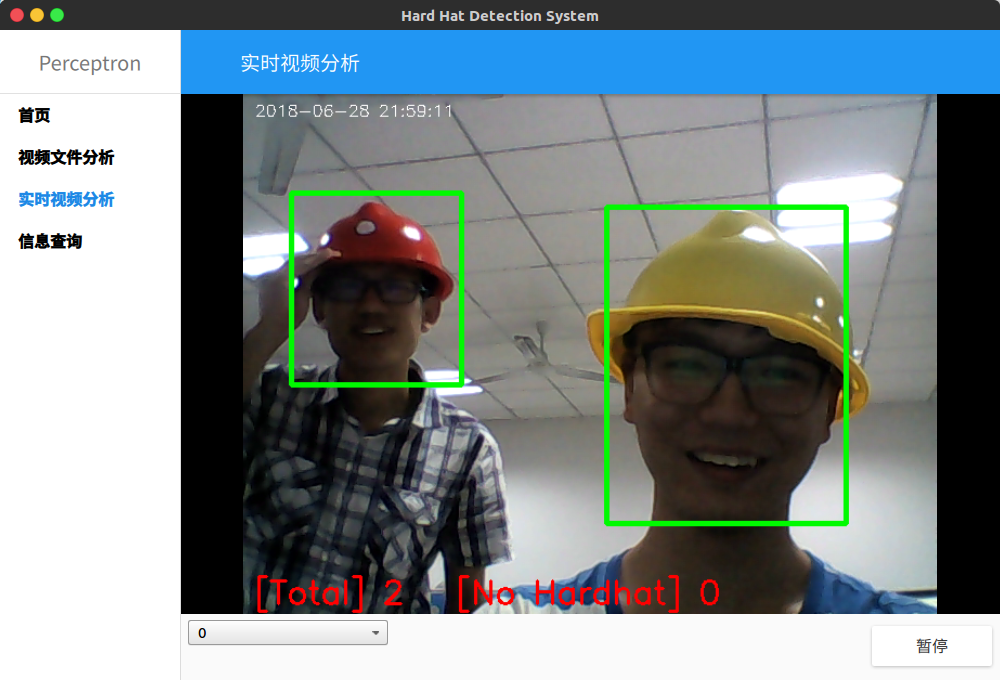 Hard Hat Detection System
Perceptron
实时视频分析
首页
视频文件分析
实时视频分析
信息查询
2018-06-28 21:59:11
[Total] 2 [No Hardhat] 0
0
暂停